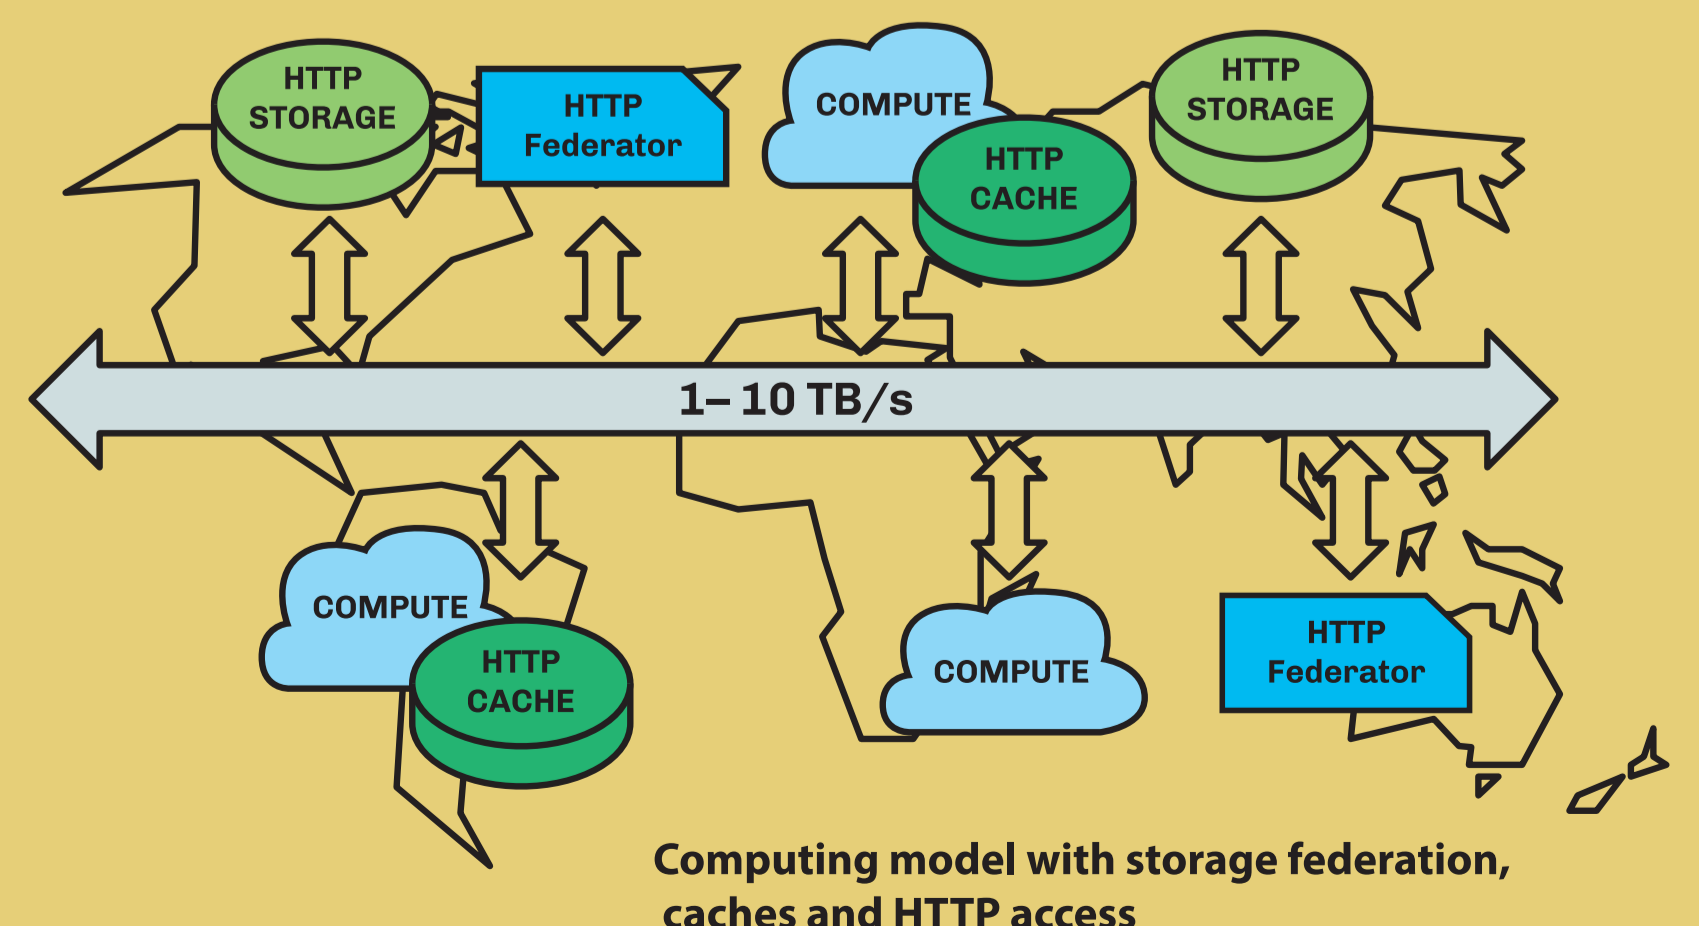 HTTP
STORAGE
HTTP
Federator
COMPUTE
HTTP
CACHE
HTTP
STORAGE
1–10 TB/s
COMPUTE
HTTP
CACHE
COMPUTE
HTTP
Federator
Computing model with storage federation,
caches and HTTP access